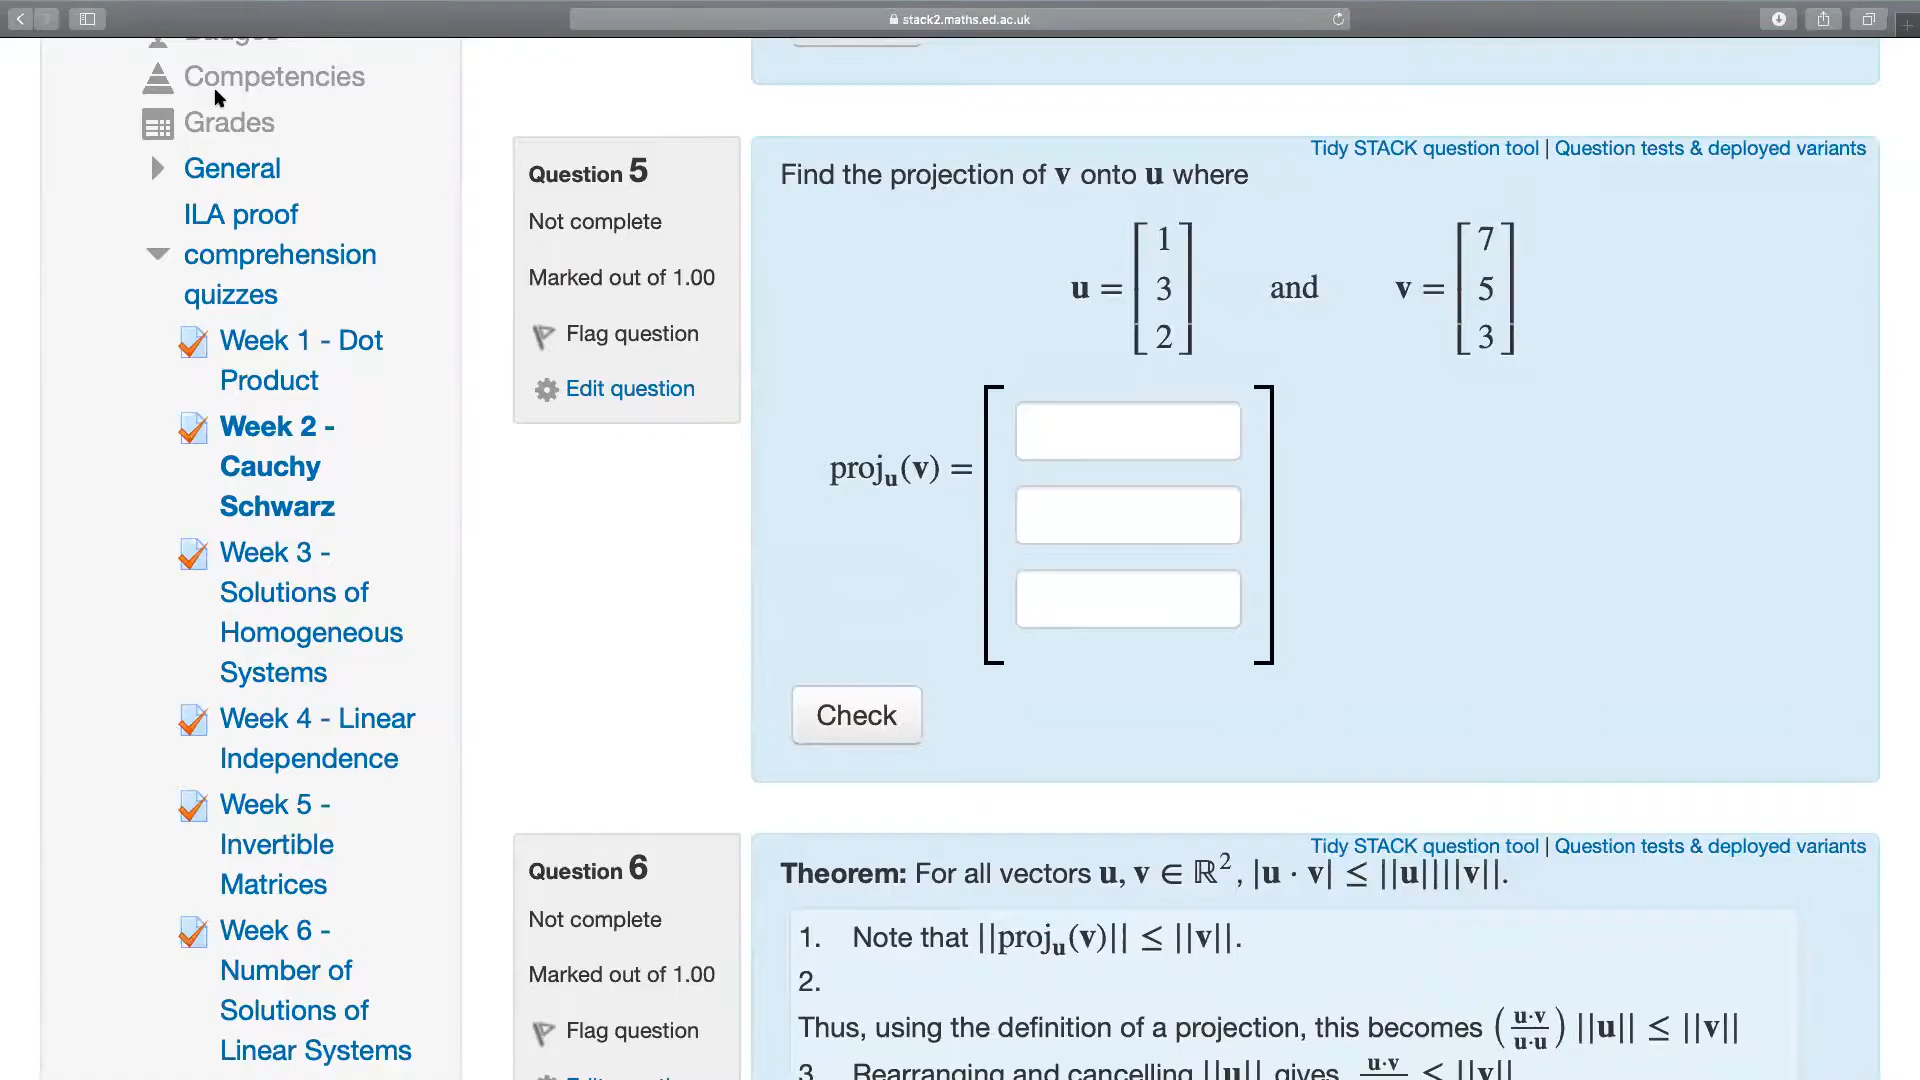 stack2.maths.ed.ac.uk
Badges
Competencies
Grades
General
ILA proof
comprehension
quizzes
Week 1 - Dot
Product
Week 2 -
Cauchy
Schwarz
Week 3 -
Solutions of
Homogeneous
Systems
Week 4 - Linear
Independence
Week 5 -
Invertible
Matrices
Week 6 -
Number of
Solutions of
Linear Systems
Question 5
Not complete
Marked out of 1.00
Flag question
Edit question
Tidy STACK question tool | Question tests & deployed variants
Find the projection of v onto u where
u = [1 3 2] and v = [7 5 3]
proj_u(v) =
Check
Question 6
Not complete
Marked out of 1.00
Flag question
Tidy STACK question tool | Question tests & deployed variants
Theorem: For all vectors u, v ∈ ℝ², |u · v| ≤ ||u||||v||.
1. Note that ||proj_u(v)|| ≤ ||v||.
2.
Thus, using the definition of a projection, this becomes (u·v/u·u) ||u|| ≤ ||v||
3. Rearranging and cancelling ||u|| gives u·v ≤ ||v||